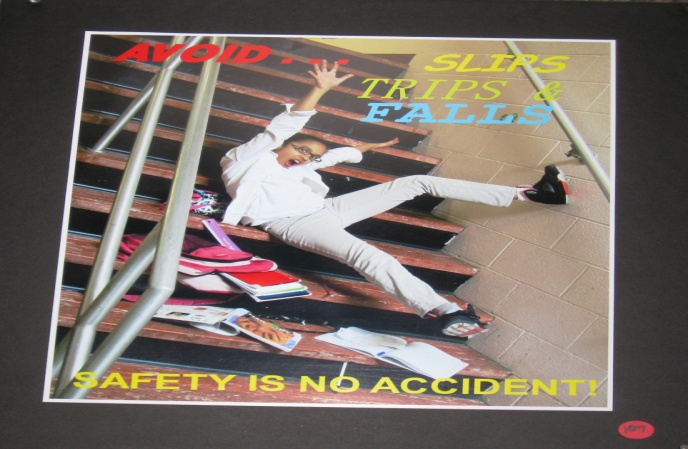 AVOID . . .
SLIPS
TRIPS &
FALLS
SAFETY IS NO ACCIDENT!